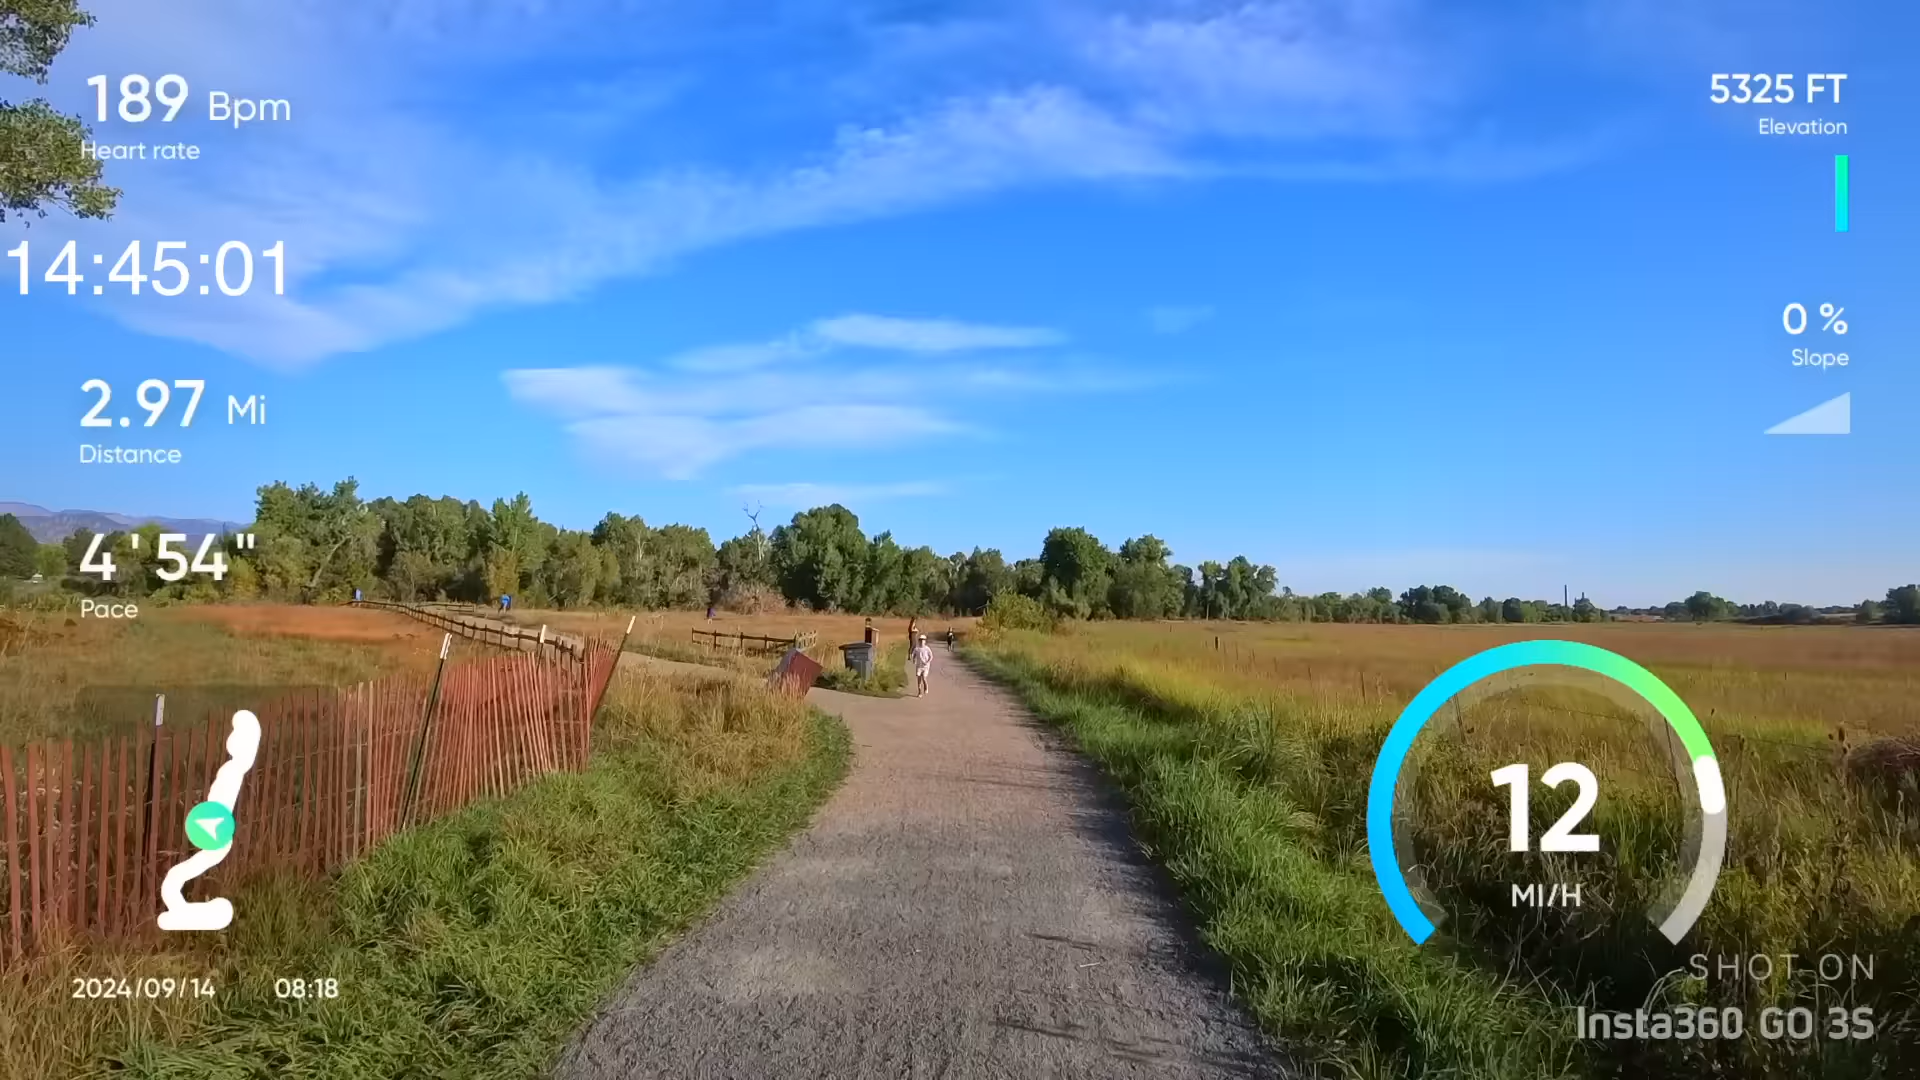 189 Bpm
Heart rate
5325 FT
Elevation
14:45:01
0 %
Slope
2.97 Mi
Distance
4'54"
Pace
12
MI/H
2024/09/14 08:18
SHOT ON
Insta360 GO 3S